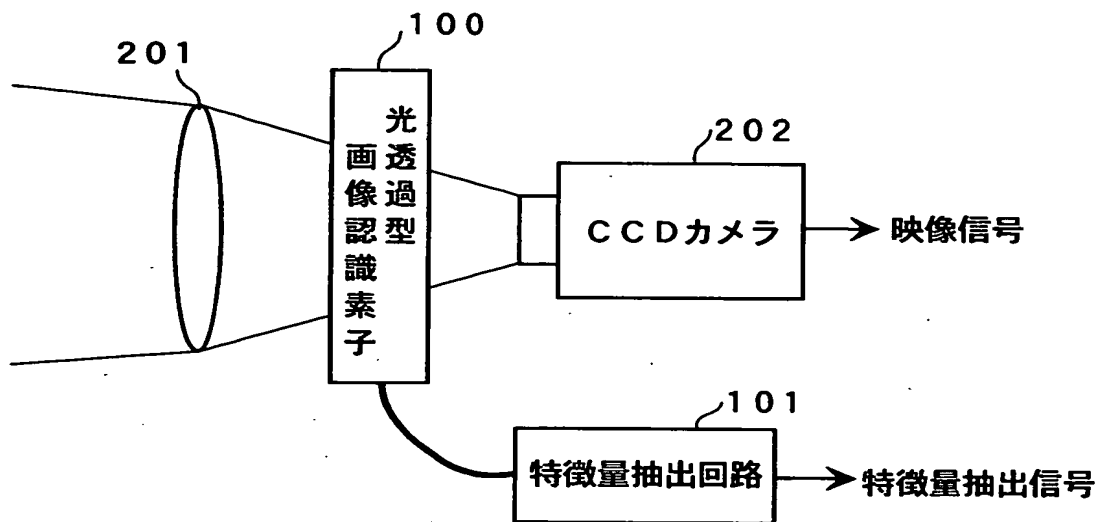 １００
２０１
光透過型
画像認識素子
２０２
ＣＣＤカメラ
映像信号
１０１
特徴量抽出回路
特徴量抽出信号